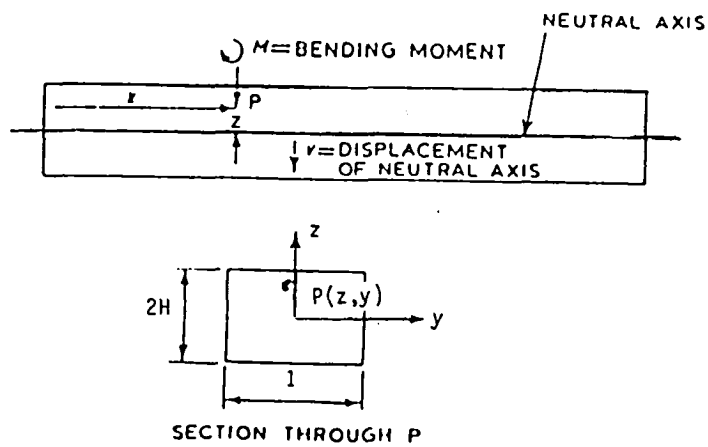 NEUTRAL AXIS
M=BENDING MOMENT
x
P
z
v=DISPLACEMENT
OF NEUTRAL AXIS
z
2H
P(z,y)
y
1
SECTION THROUGH P